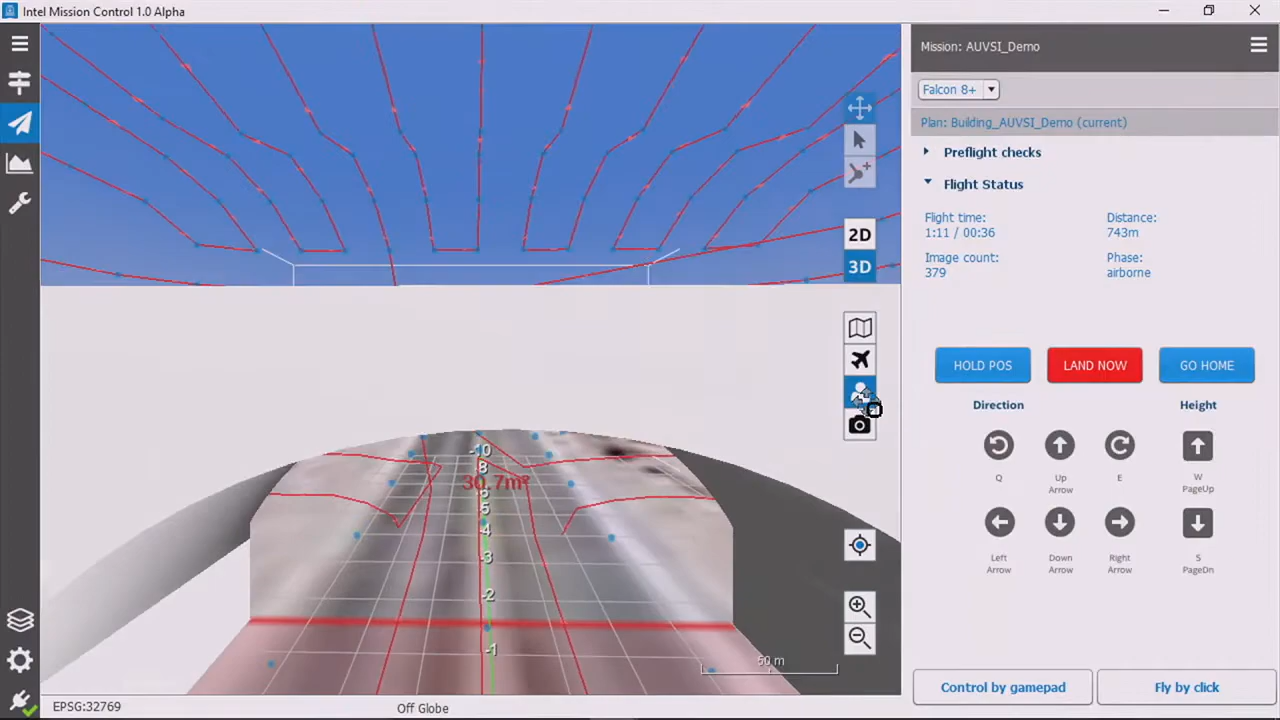 Intel Mission Control 1.0 Alpha
Mission: AUVSI_Demo
Falcon 8+
Plan: Building_AUVSI_Demo (current)
Preflight checks
Flight Status
Flight time:
1:11 / 00:36
Distance:
743m
Image count:
379
Phase:
airborne
2D
3D
HOLD POS
LAND NOW
GO HOME
Direction
Height
Q
Up
Arrow
E
W
PageUp
Left
Arrow
Down
Arrow
Right
Arrow
S
PageDn
-10
8
30.7m²
-5
-4
-3
-2
-1
50 m
Control by gamepad
Fly by click
EPSG:32769
Off Globe